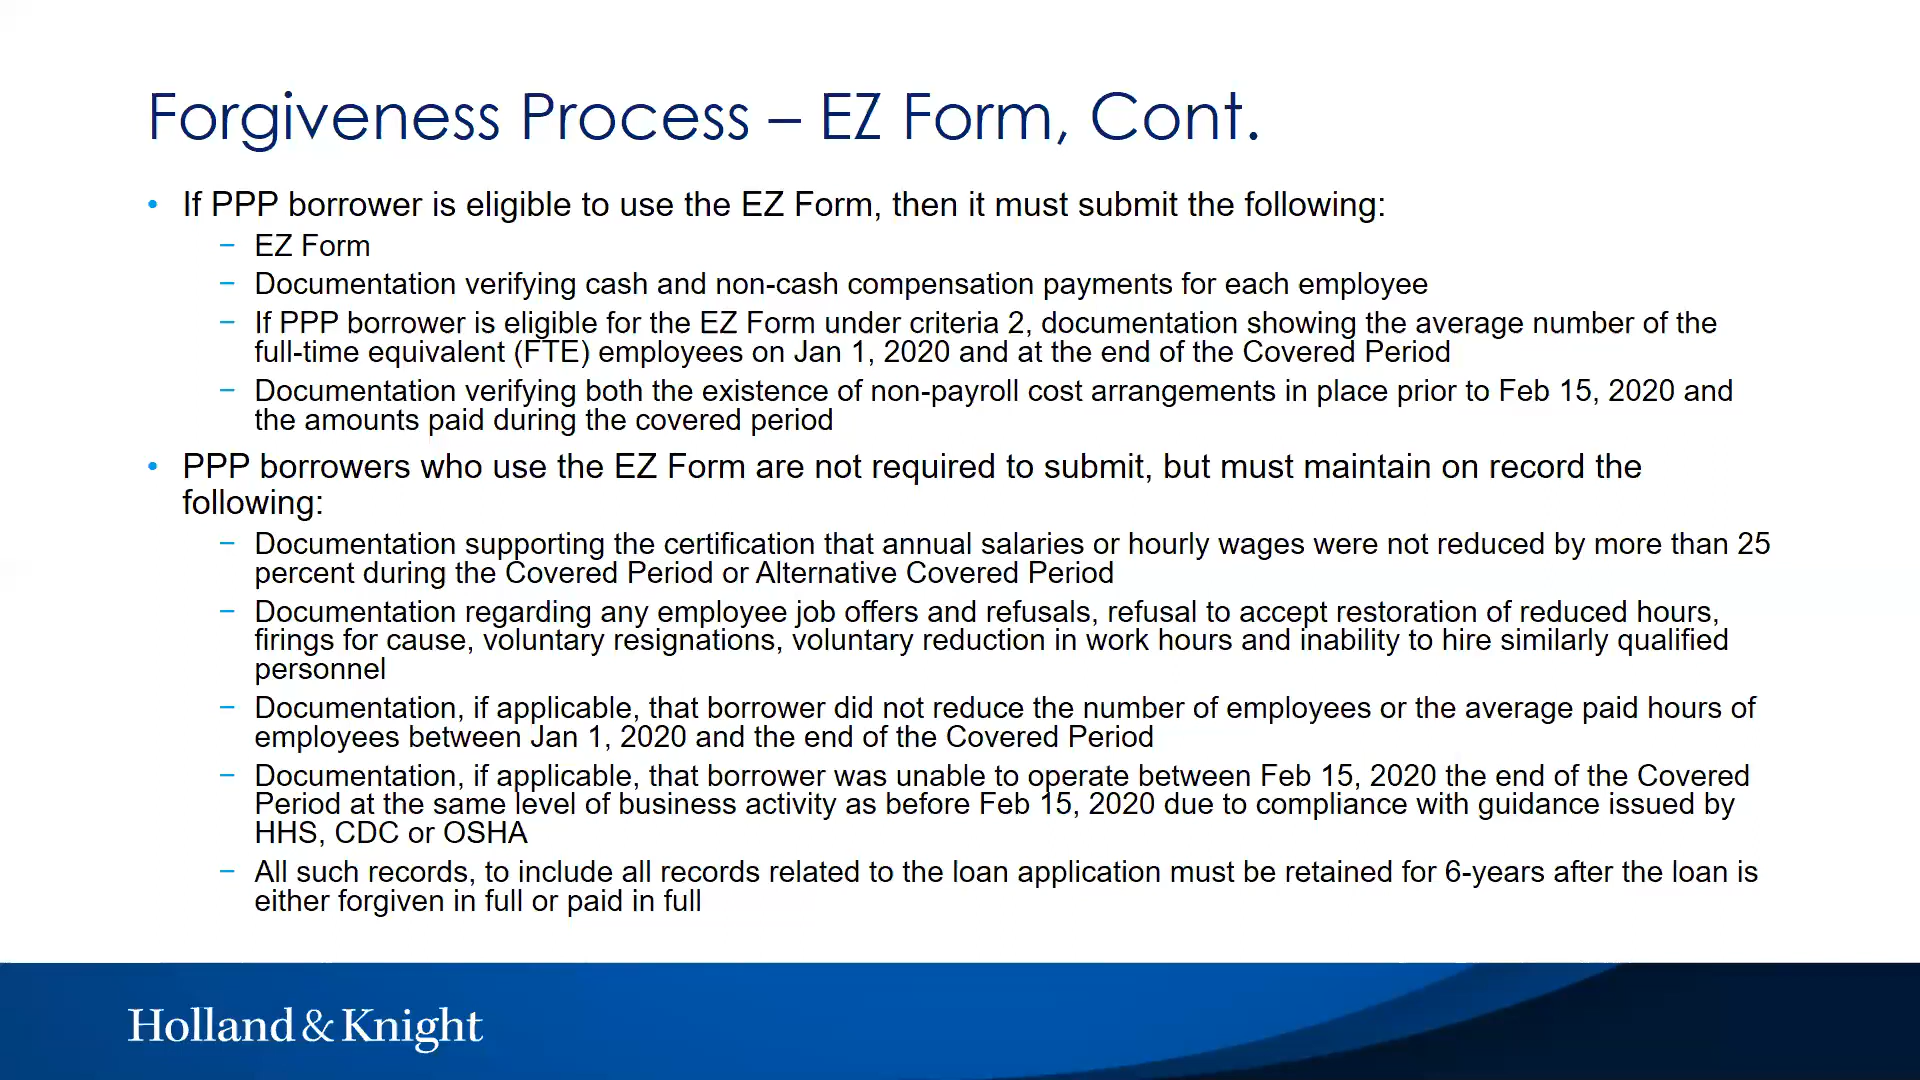 Forgiveness Process – EZ Form, Cont.
• If PPP borrower is eligible to use the EZ Form, then it must submit the following:
− EZ Form
− Documentation verifying cash and non-cash compensation payments for each employee
− If PPP borrower is eligible for the EZ Form under criteria 2, documentation showing the average number of the
full-time equivalent (FTE) employees on Jan 1, 2020 and at the end of the Covered Period
− Documentation verifying both the existence of non-payroll cost arrangements in place prior to Feb 15, 2020 and
the amounts paid during the covered period
• PPP borrowers who use the EZ Form are not required to submit, but must maintain on record the
following:
− Documentation supporting the certification that annual salaries or hourly wages were not reduced by more than 25
percent during the Covered Period or Alternative Covered Period
− Documentation regarding any employee job offers and refusals, refusal to accept restoration of reduced hours,
firings for cause, voluntary resignations, voluntary reduction in work hours and inability to hire similarly qualified
personnel
− Documentation, if applicable, that borrower did not reduce the number of employees or the average paid hours of
employees between Jan 1, 2020 and the end of the Covered Period
− Documentation, if applicable, that borrower was unable to operate between Feb 15, 2020 the end of the Covered
Period at the same level of business activity as before Feb 15, 2020 due to compliance with guidance issued by
HHS, CDC or OSHA
− All such records, to include all records related to the loan application must be retained for 6-years after the loan is
either forgiven in full or paid in full
Holland & Knight